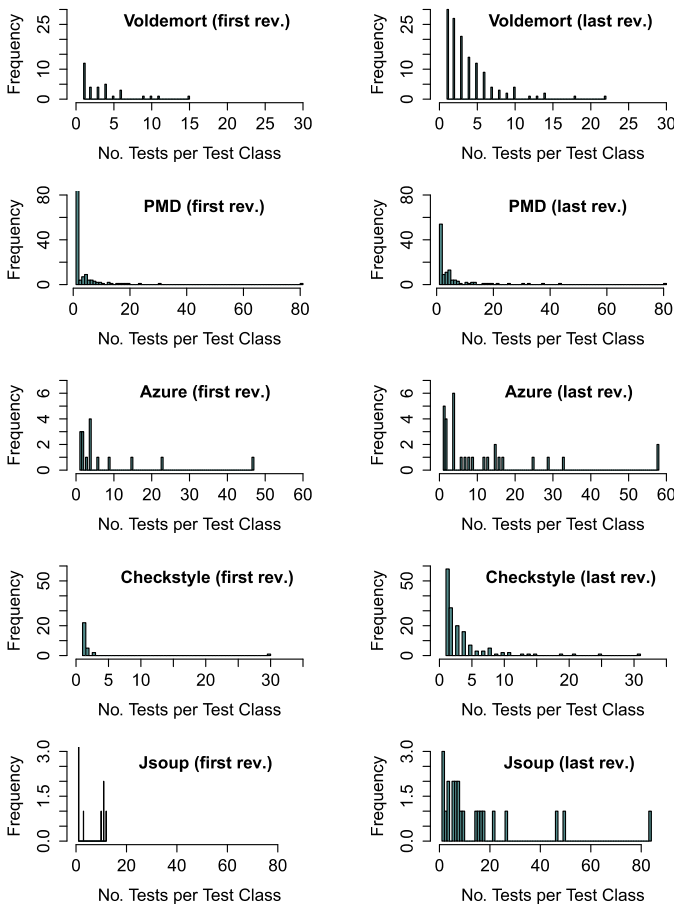 Voldemort (first rev.)
Frequency
0 10 25
0 5 10 15 20 25 30
No. Tests per Test Class
Voldemort (last rev.)
Frequency
0 10 25
0 5 10 15 20 25 30
No. Tests per Test Class
PMD (first rev.)
Frequency
0 40 80
0 20 40 60 80
No. Tests per Test Class
PMD (last rev.)
Frequency
0 40 80
0 20 40 60 80
No. Tests per Test Class
Azure (first rev.)
Frequency
0 2 4 6
0 10 20 30 40 50 60
No. Tests per Test Class
Azure (last rev.)
Frequency
0 2 4 6
0 10 20 30 40 50 60
No. Tests per Test Class
Checkstyle (first rev.)
Frequency
0 20 50
0 5 10 20 30
No. Tests per Test Class
Checkstyle (last rev.)
Frequency
0 20 50
0 5 10 20 30
No. Tests per Test Class
Jsoup (first rev.)
Frequency
0.0 1.5 3.0
0 20 40 60 80
No. Tests per Test Class
Jsoup (last rev.)
Frequency
0.0 1.5 3.0
0 20 40 60 80
No. Tests per Test Class